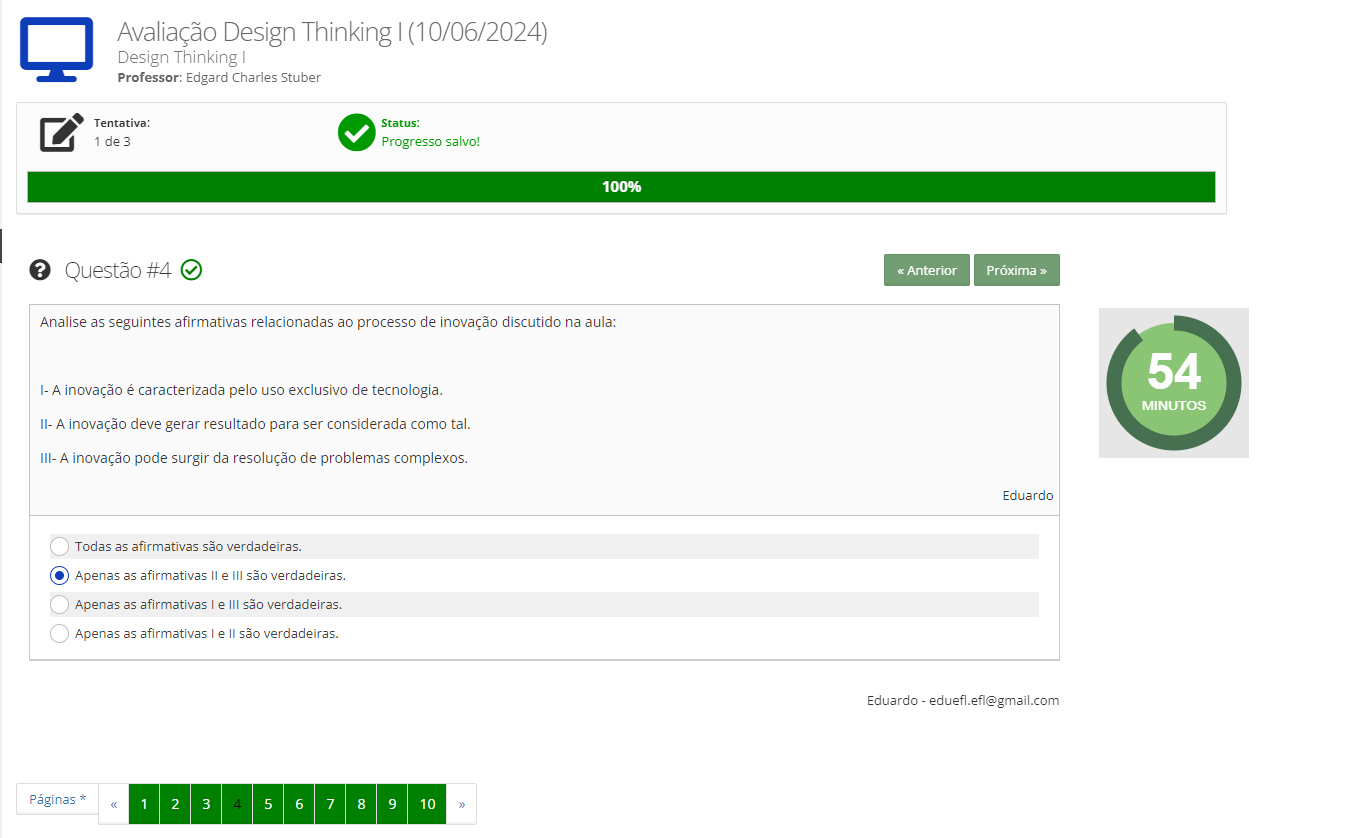 Avaliação Design Thinking I (10/06/2024)
Design Thinking I
Professor: Edgard Charles Stuber
Tentativa:
1 de 3
Status:
Progresso salvo!
100%
Questão #4
« Anterior
Próxima »
Analise as seguintes afirmativas relacionadas ao processo de inovação discutido na aula:
I- A inovação é caracterizada pelo uso exclusivo de tecnologia.
II- A inovação deve gerar resultado para ser considerada como tal.
III- A inovação pode surgir da resolução de problemas complexos.
Eduardo
54
MINUTOS
Todas as afirmativas são verdadeiras.
Apenas as afirmativas II e III são verdadeiras.
Apenas as afirmativas I e III são verdadeiras.
Apenas as afirmativas I e II são verdadeiras.
Eduardo - eduefl.efl@gmail.com
Páginas * « 1 2 3 4 5 6 7 8 9 10 »